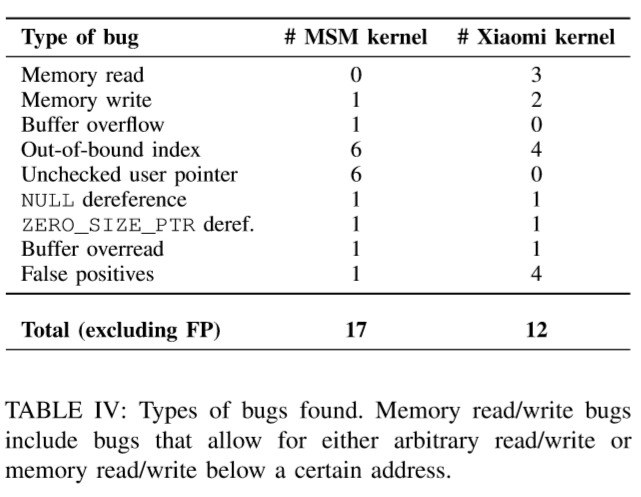 Type of bug # MSM kernel # Xiaomi kernel
Memory read 0 3
Memory write 1 2
Buffer overflow 1 0
Out-of-bound index 6 4
Unchecked user pointer 6 0
NULL dereference 1 1
ZERO_SIZE_PTR deref. 1 1
Buffer overread 1 1
False positives 1 4
Total (excluding FP) 17 12
TABLE IV: Types of bugs found. Memory read/write bugs
include bugs that allow for either arbitrary read/write or
memory read/write below a certain address.